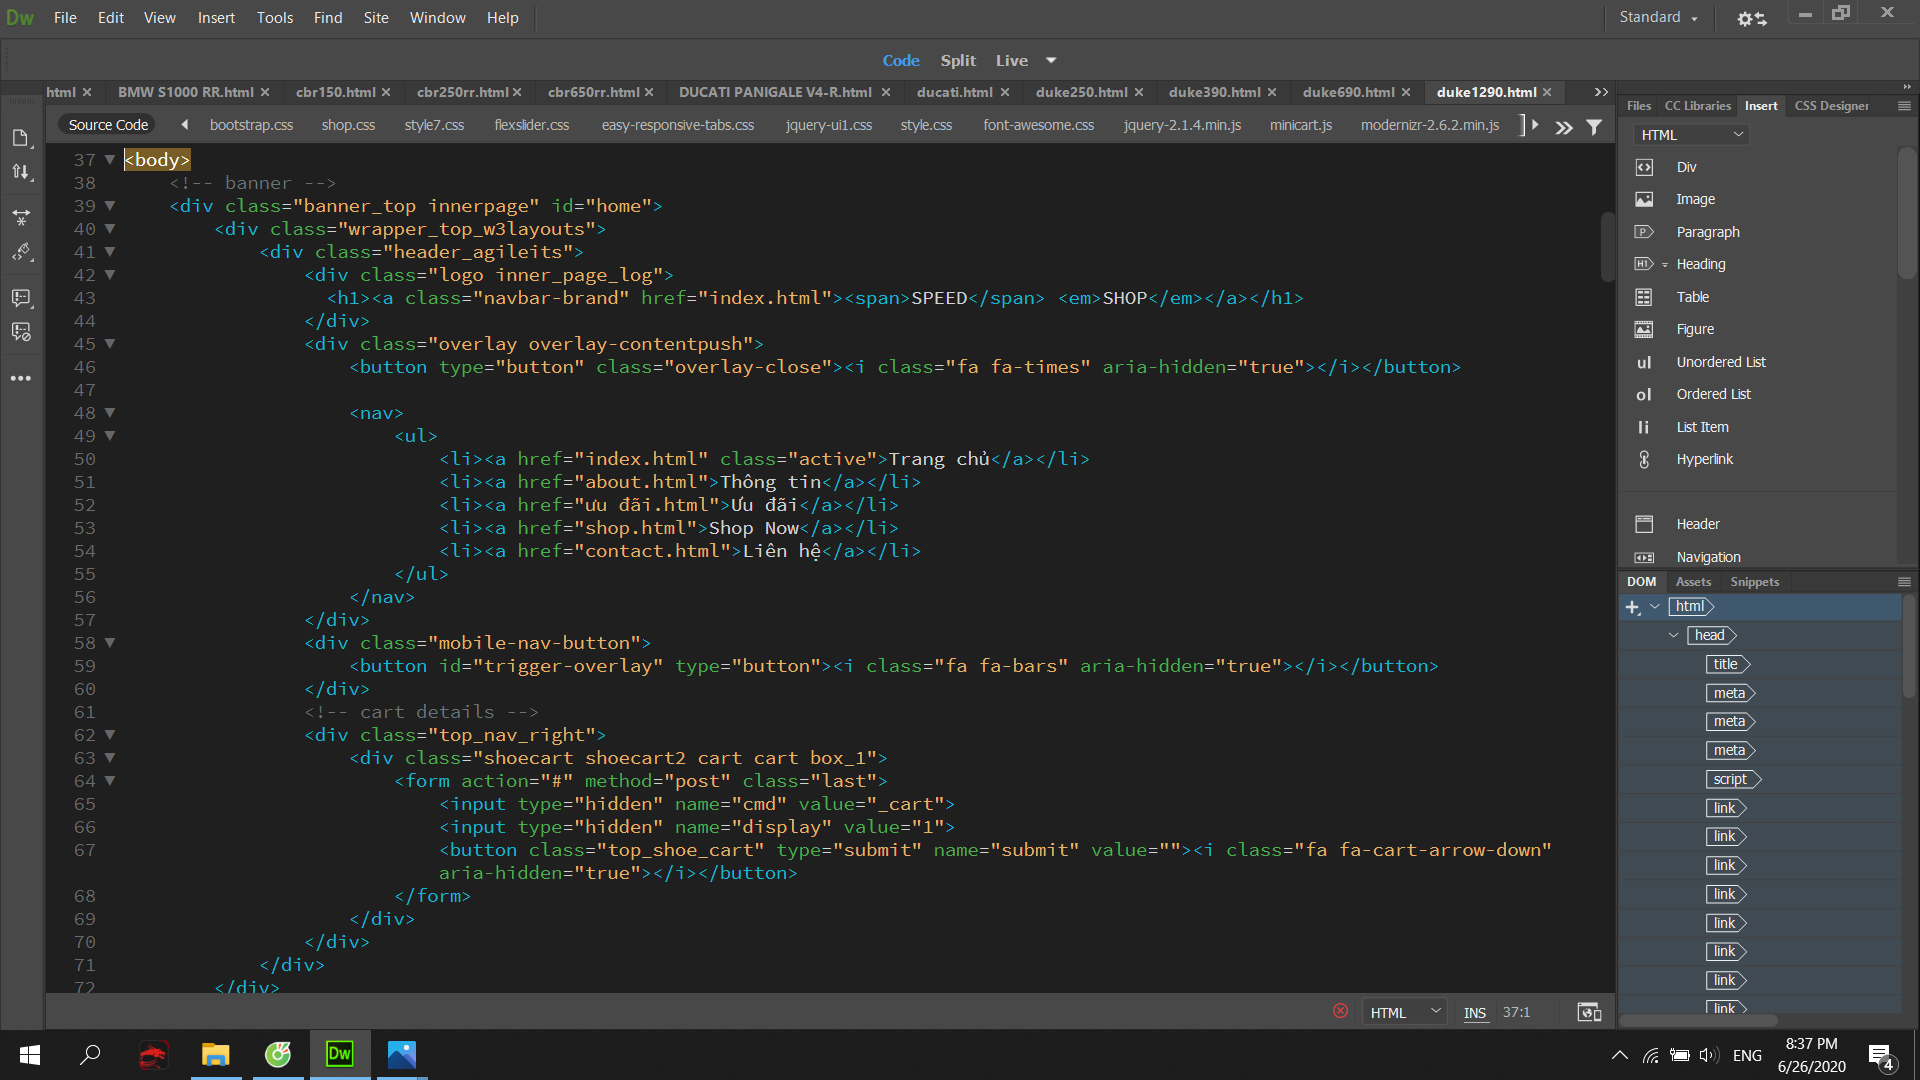 Dw File Edit View Insert Tools Find Site Window Help Standard
Code Split Live
html BMW S1000 RR.html cbr150.html cbr250rr.html cbr650rr.html DUCATI PANIGALE V4-R.html ducati.html duke250.html duke390.html duke690.html duke1290.html
Source Code bootstrap.css shop.css style7.css flexslider.css easy-responsive-tabs.css jquery-ui1.css style.css font-awesome.css jquery-2.1.4.min.js minicart.js modernizr-2.6.2.min.js
37 <body>
38 <!-- banner -->
39 <div class="banner_top innerpage" id="home">
40 <div class="wrapper_top_w3layouts">
41 <div class="header_agileits">
42 <div class="logo inner_page_log">
43 <h1><a class="navbar-brand" href="index.html"><span>SPEED</span> <em>SHOP</em></a></h1>
44 </div>
45 <div class="overlay overlay-contentpush">
46 <button type="button" class="overlay-close"><i class="fa fa-times" aria-hidden="true"></i></button>
47
48 <nav>
49 <ul>
50 <li><a href="index.html" class="active">Trang chủ</a></li>
51 <li><a href="about.html">Thông tin</a></li>
52 <li><a href="ưu đãi.html">Ưu đãi</a></li>
53 <li><a href="shop.html">Shop Now</a></li>
54 <li><a href="contact.html">Liên hệ</a></li>
55 </ul>
56 </nav>
57 </div>
58 <div class="mobile-nav-button">
59 <button id="trigger-overlay" type="button"><i class="fa fa-bars" aria-hidden="true"></i></button>
60 </div>
61 <!-- cart details -->
62 <div class="top_nav_right">
63 <div class="shoecart shoecart2 cart cart box_1">
64 <form action="#" method="post" class="last">
65 <input type="hidden" name="cmd" value="_cart">
66 <input type="hidden" name="display" value="1">
67 <button class="top_shoe_cart" type="submit" name="submit" value=""><i class="fa fa-cart-arrow-down"
aria-hidden="true"></i></button>
68 </form>
69 </div>
70 </div>
71 </div>
72 </div>
HTML INS 37:1
Files CC Libraries Insert CSS Designer
HTML
Div
Image
P Paragraph
H1 Heading
Table
Figure
ul Unordered List
ol Ordered List
li List Item
Hyperlink
Header
Navigation
DOM Assets Snippets
html
head
title
meta
meta
meta
script
link
link
link
link
link
link
link
link
Dw
ENG
8:37 PM
6/26/2020
4